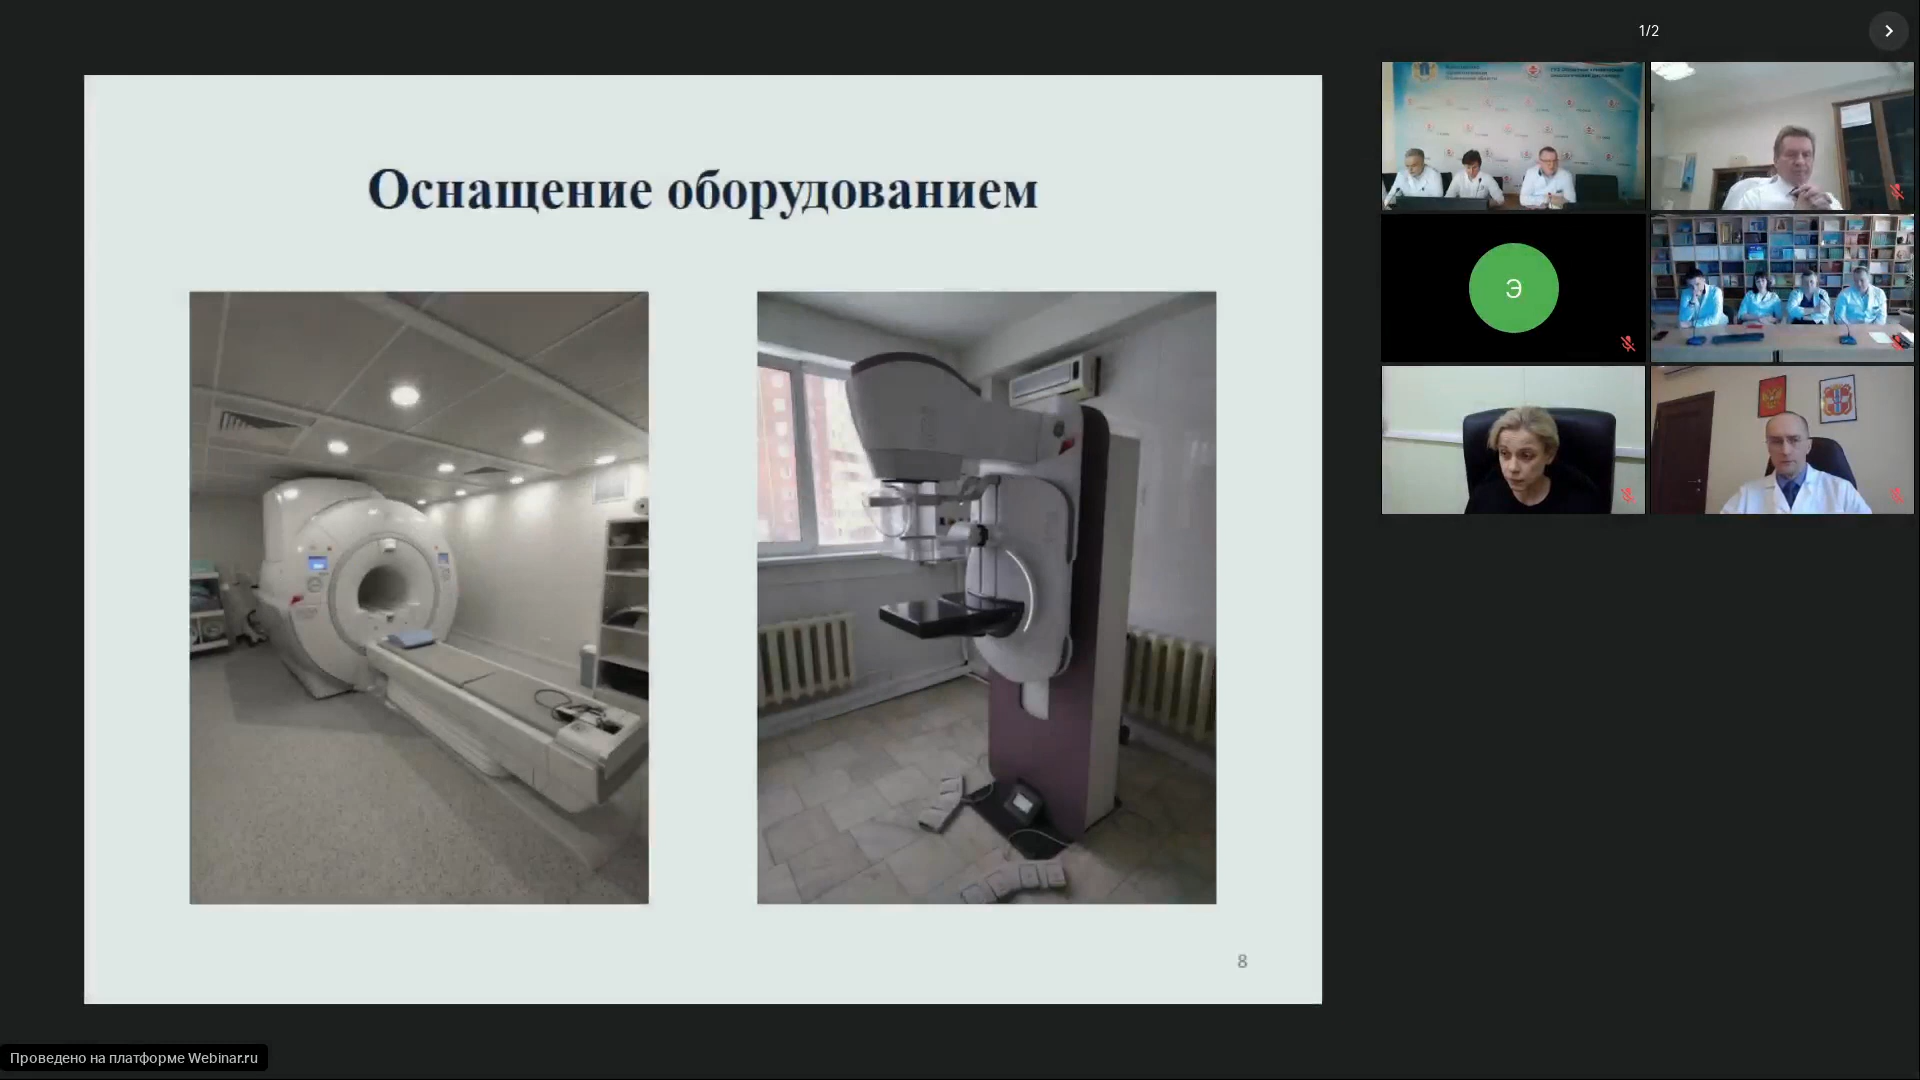 1/2
Оснащение оборудованием
Э
8
Проведено на платформе Webinar.ru